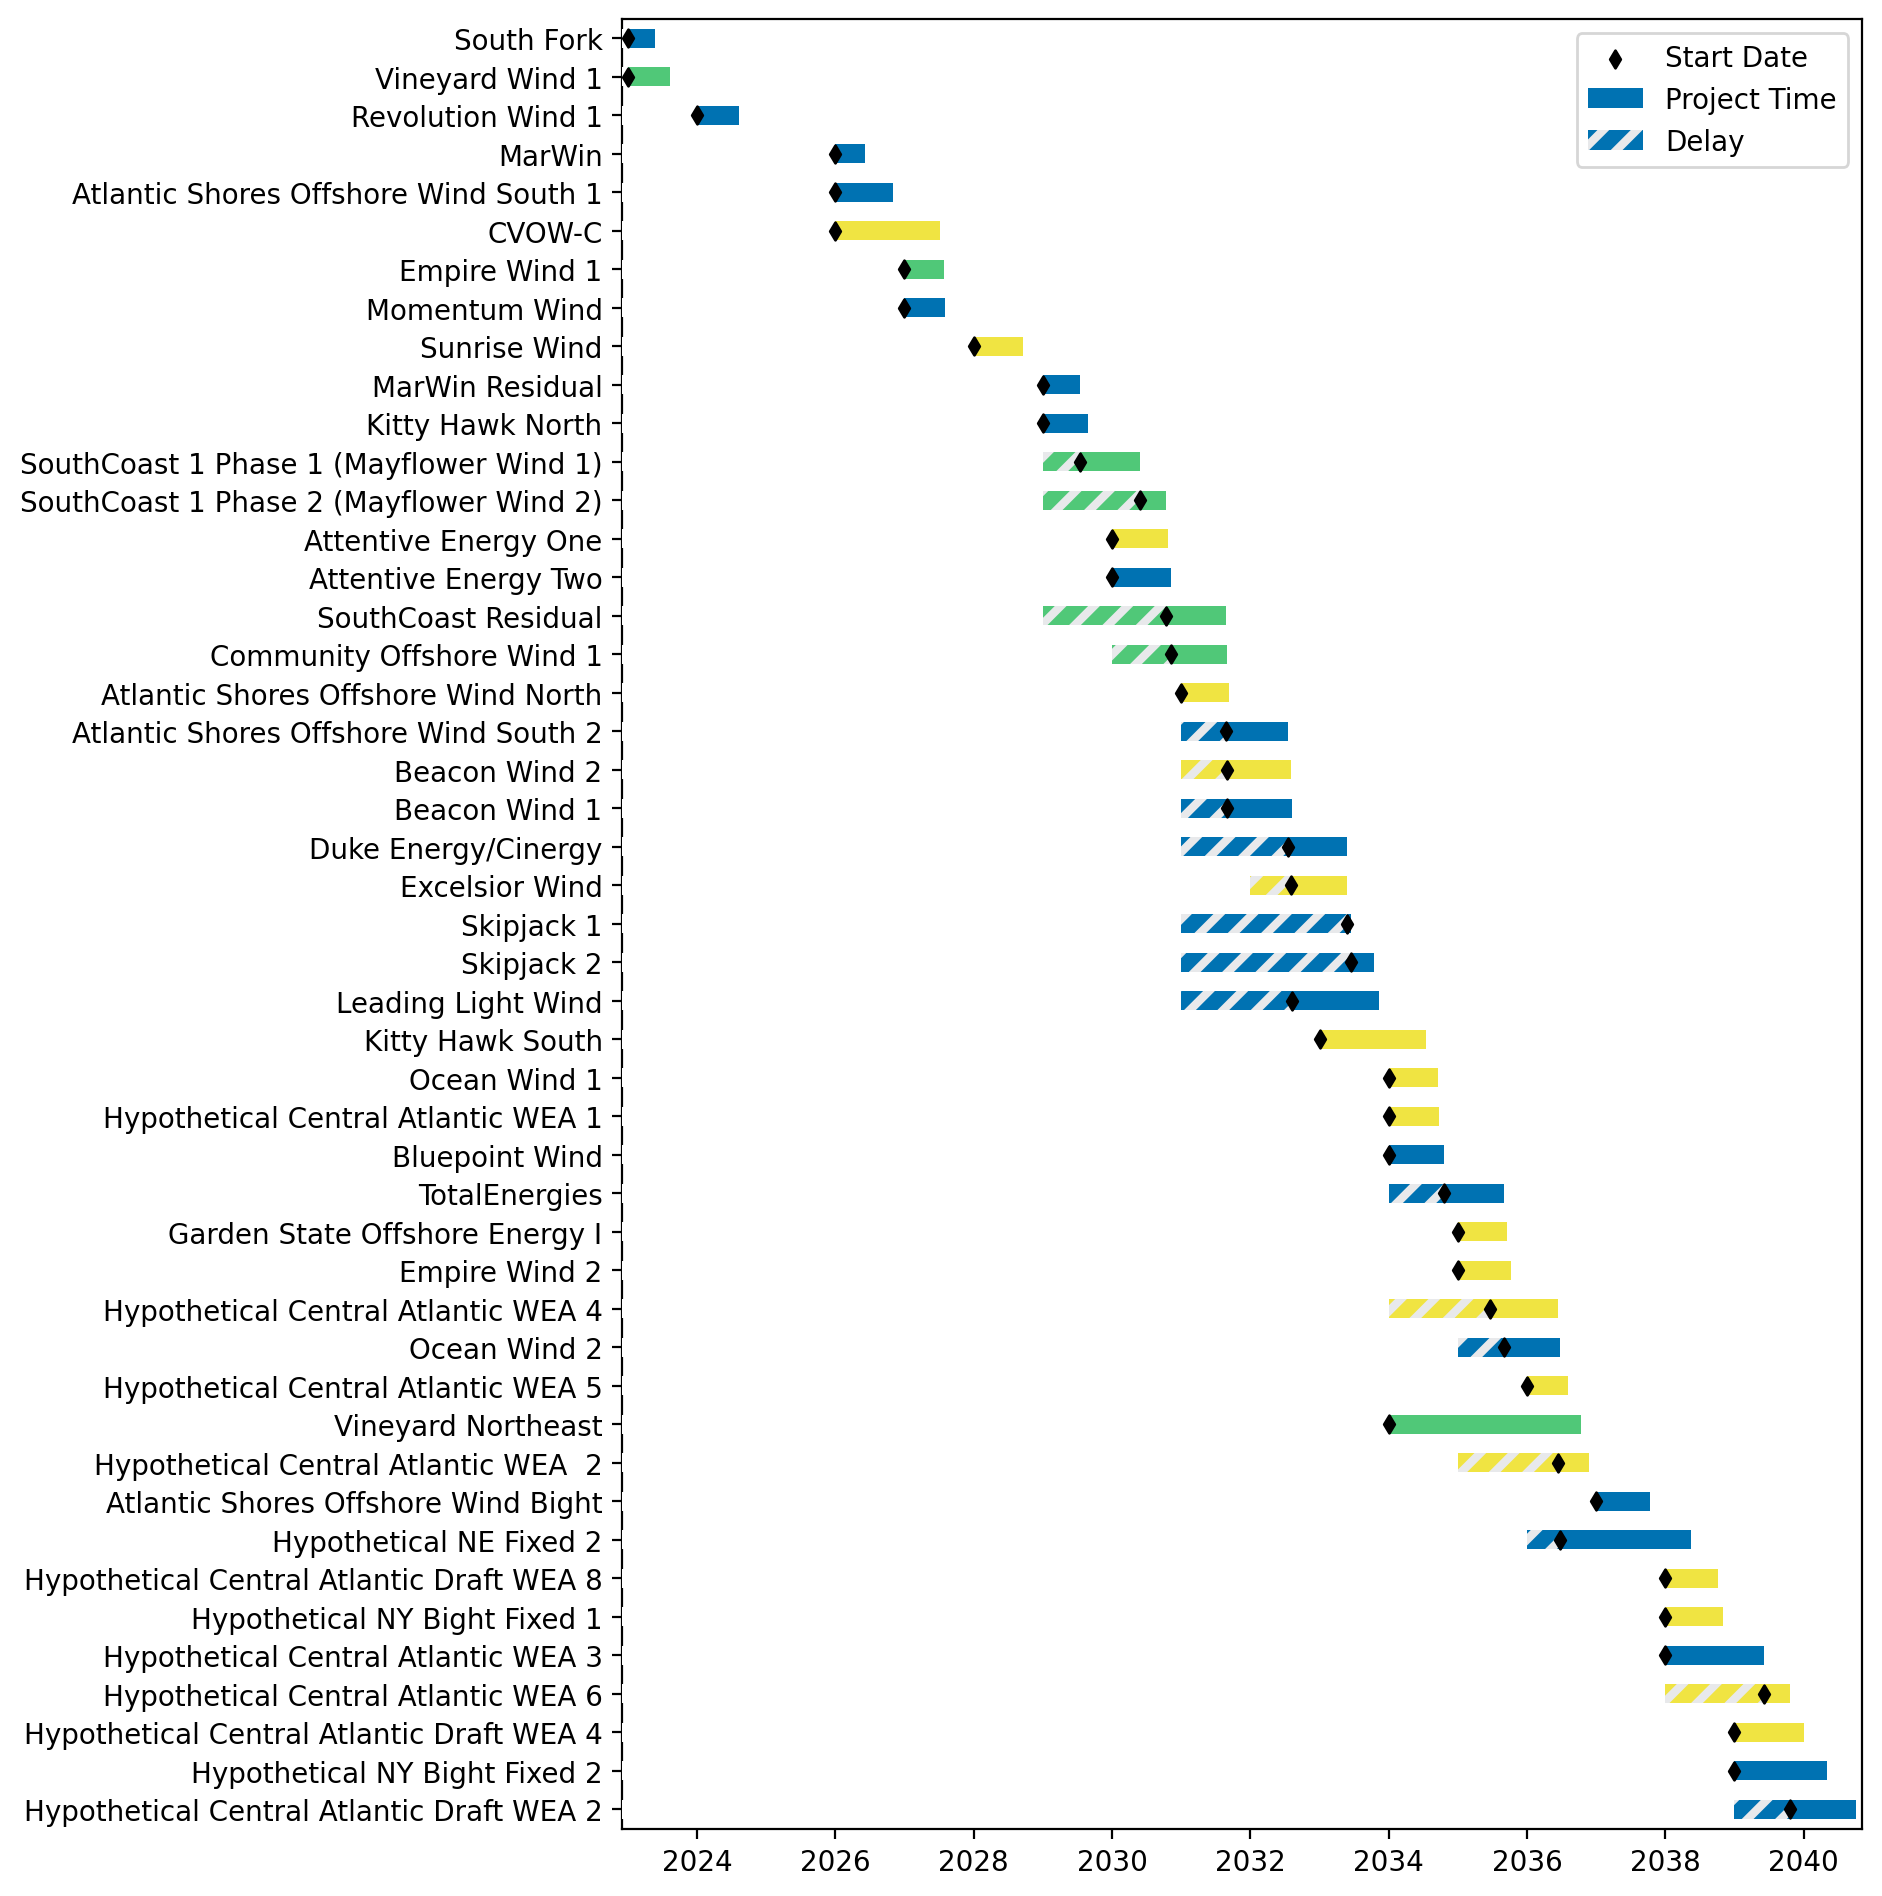 South Fork
Vineyard Wind 1
Revolution Wind 1
MarWin
Atlantic Shores Offshore Wind South 1
CVOW-C
Empire Wind 1
Momentum Wind
Sunrise Wind
MarWin Residual
Kitty Hawk North
SouthCoast 1 Phase 1 (Mayflower Wind 1)
SouthCoast 1 Phase 2 (Mayflower Wind 2)
Attentive Energy One
Attentive Energy Two
SouthCoast Residual
Community Offshore Wind 1
Atlantic Shores Offshore Wind North
Atlantic Shores Offshore Wind South 2
Beacon Wind 2
Beacon Wind 1
Duke Energy/Cinergy
Excelsior Wind
Skipjack 1
Skipjack 2
Leading Light Wind
Kitty Hawk South
Ocean Wind 1
Hypothetical Central Atlantic WEA 1
Bluepoint Wind
TotalEnergies
Garden State Offshore Energy I
Empire Wind 2
Hypothetical Central Atlantic WEA 4
Ocean Wind 2
Hypothetical Central Atlantic WEA 5
Vineyard Northeast
Hypothetical Central Atlantic WEA  2
Atlantic Shores Offshore Wind Bight
Hypothetical NE Fixed 2
Hypothetical Central Atlantic Draft WEA 8
Hypothetical NY Bight Fixed 1
Hypothetical Central Atlantic WEA 3
Hypothetical Central Atlantic WEA 6
Hypothetical Central Atlantic Draft WEA 4
Hypothetical NY Bight Fixed 2
Hypothetical Central Atlantic Draft WEA 2
Start Date
Project Time
Delay
2024 2026 2028 2030 2032 2034 2036 2038 2040